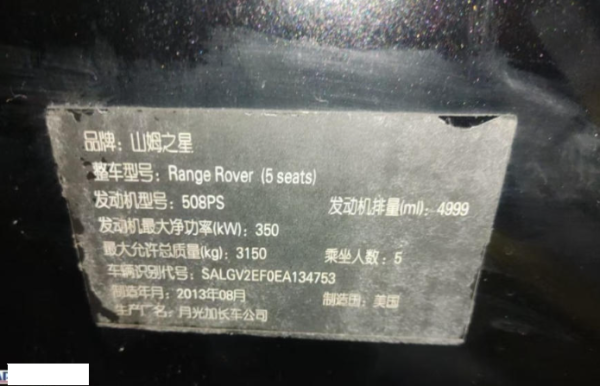 品牌：山姆之星
整车型号：Range Rover (5 seats)
发动机型号：508PS 发动机排量(ml)：4999
发动机最大净功率(kW)：350
最大允许总质量(kg)：3150 乘坐人数：5
车辆识别代号：SALGV2EF0EA134753
制造年月：2013年08月 制造国：美国
生产厂名：月光加长车公司